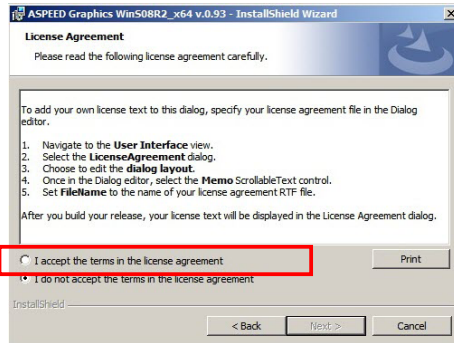 ASPEED Graphics WinS08R2_x64 v.0.93 - InstallShield Wizard
License Agreement
Please read the following license agreement carefully.
To add your own license text to this dialog, specify your license agreement file in the Dialog
editor.
1. Navigate to the User Interface view.
2. Select the LicenseAgreement dialog.
3. Choose to edit the dialog layout.
4. Once in the Dialog editor, select the Memo ScrollableText control.
5. Set FileName to the name of your license agreement RTF file.
After you build your release, your license text will be displayed in the License Agreement dialog.
I accept the terms in the license agreement
Print
I do not accept the terms in the license agreement
InstallShield
< Back
Next >
Cancel